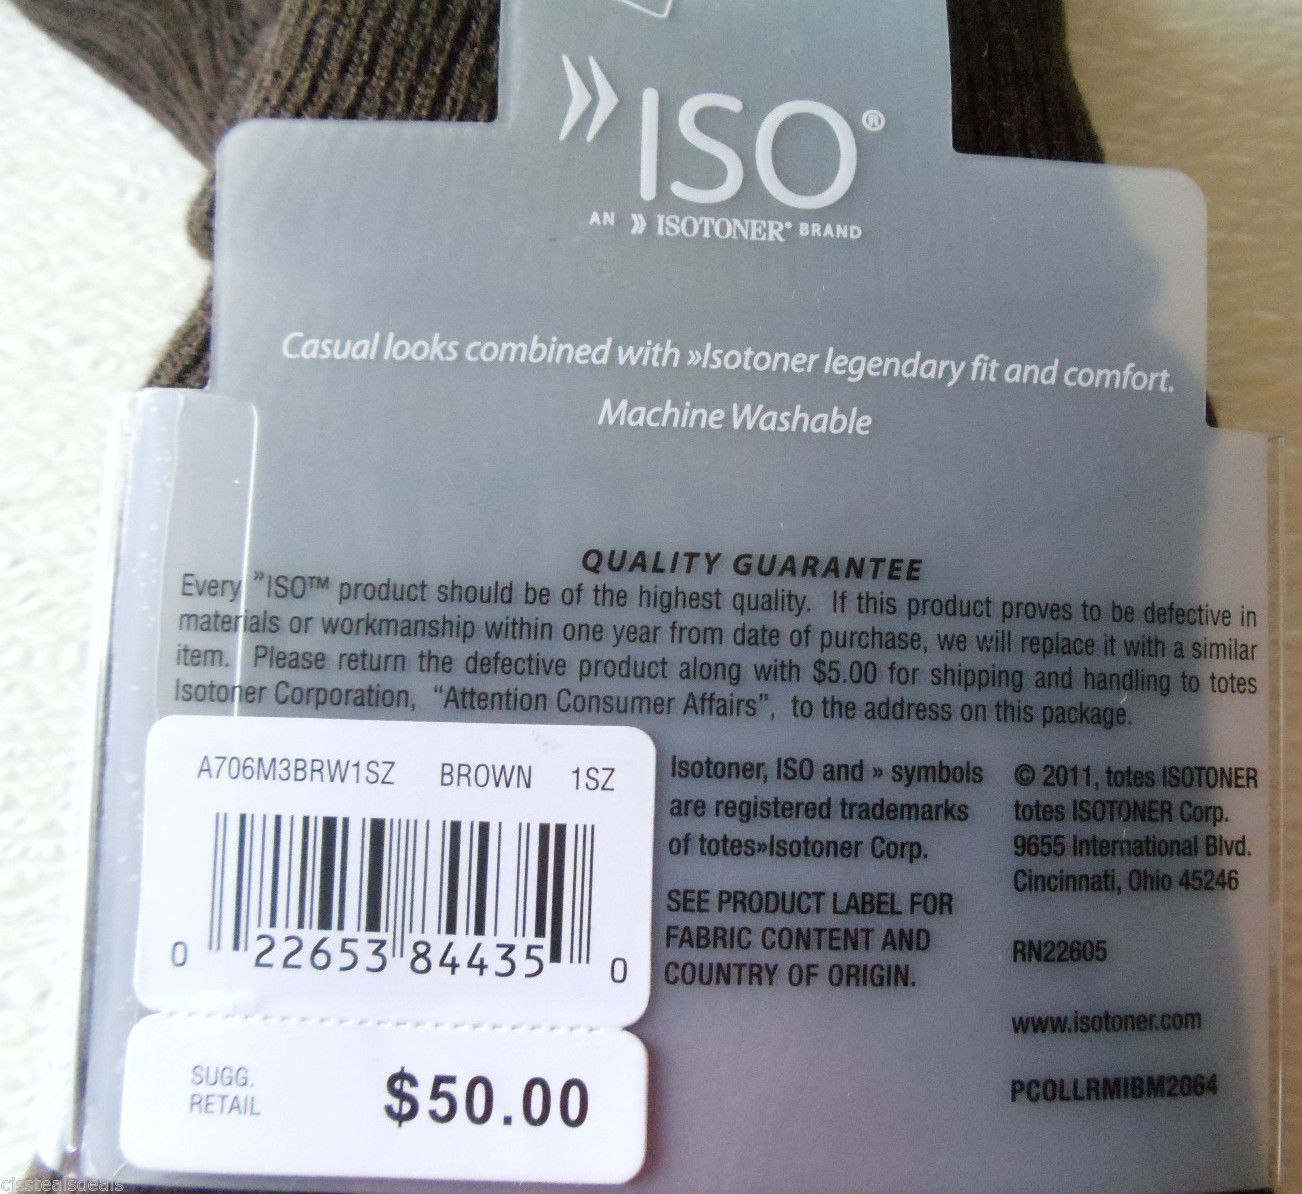 »ISO®
AN » ISOTONER® BRAND
Casual looks combined with »Isotoner legendary fit and comfort.
Machine Washable
QUALITY GUARANTEE
Every »ISO™ product should be of the highest quality. If this product proves to be defective in
materials or workmanship within one year from date of purchase, we will replace it with a similar
item. Please return the defective product along with $5.00 for shipping and handling to totes
Isotoner Corporation, “Attention Consumer Affairs”, to the address on this package.
A706M3BRW1SZ BROWN 1SZ
0 22653 84435 0
SUGG.
RETAIL
$50.00
Isotoner, ISO and » symbols
are registered trademarks
of totes»Isotoner Corp.
SEE PRODUCT LABEL FOR
FABRIC CONTENT AND
COUNTRY OF ORIGIN.
© 2011, totes ISOTONER
totes ISOTONER Corp.
9655 International Blvd.
Cincinnati, Ohio 45246
RN22605
www.isotoner.com
PCOLLRMIBM2064
cjsstealsdeals